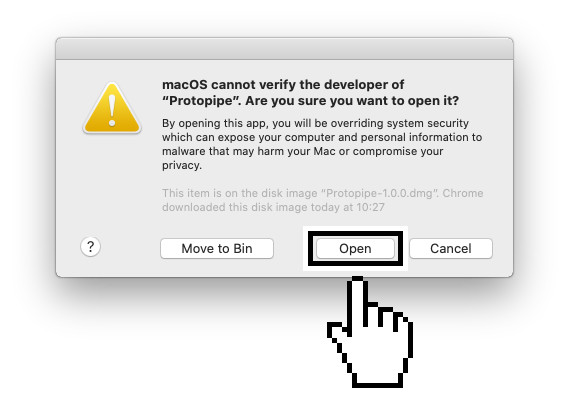 macOS cannot verify the developer of
“Protopipe”. Are you sure you want to open it?
By opening this app, you will be overriding system security
which can expose your computer and personal information to
malware that may harm your Mac or compromise your
privacy.
This item is on the disk image “Protopipe-1.0.0.dmg”. Chrome
downloaded this disk image today at 10:27
?
Move to Bin
Open
Cancel